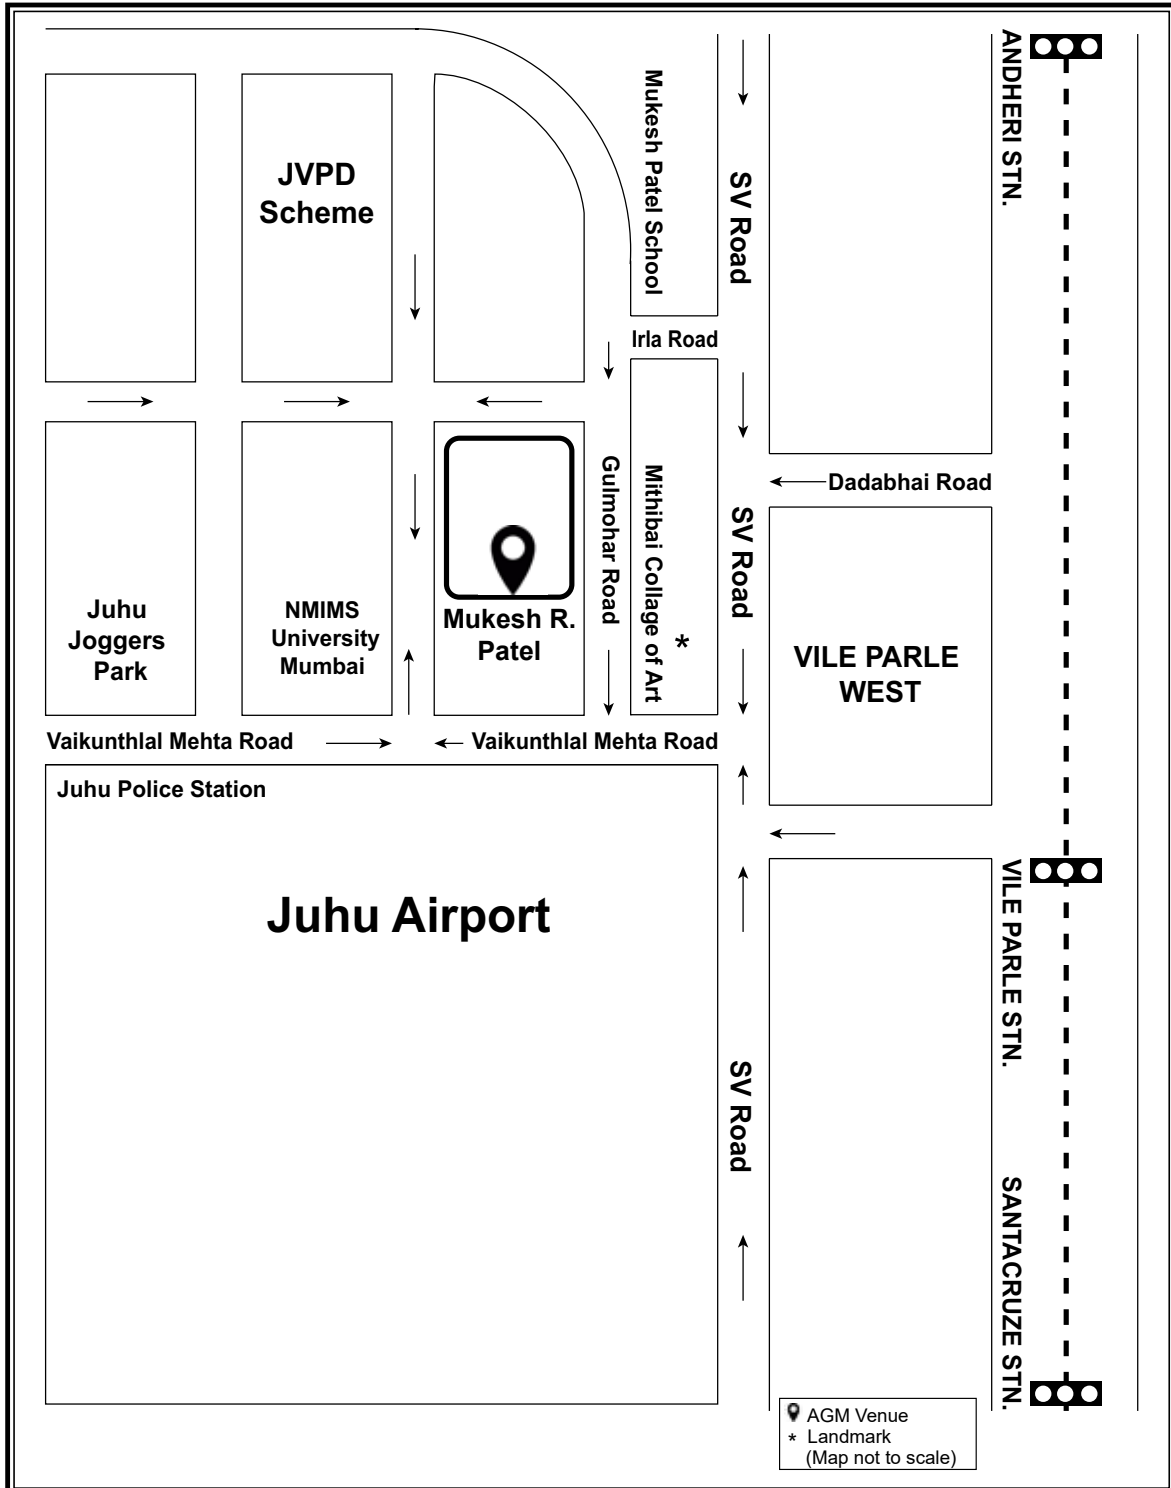 ANDHERI STN.
Mukesh Patel School
SV Road
JVPD
Scheme
Irla Road
Dadabhai Road
Gulmohar Road
Mithibai Collage of Art
*
SV Road
Juhu
Joggers
Park
NMIMS
University
Mumbai
Mukesh R.
Patel
VILE PARLE
WEST
Vaikunthlal Mehta Road
Vaikunthlal Mehta Road
Juhu Police Station
Juhu Airport
VILE PARLE STN.
SV Road
SANTACRUZE STN.
AGM Venue
* Landmark
(Map not to scale)